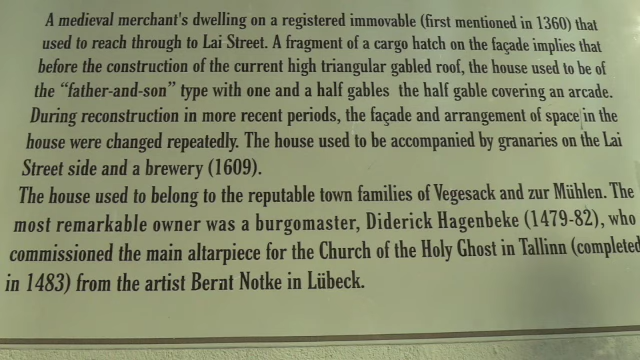 A medieval merchant's dwelling on a registered immovable (first mentioned in 1360) that
used to reach through to Lai Street. A fragment of a cargo hatch on the façade implies that
before the construction of the current high triangular gabled roof, the house used to be of
the “father-and-son” type with one and a half gables the half gable covering an arcade.
During reconstruction in more recent periods, the façade and arrangement of space in the
house were changed repeatedly. The house used to be accompanied by granaries on the Lai
Street side and a brewery (1609).
The house used to belong to the reputable town families of Vegesack and zur Mühlen. The
most remarkable owner was a burgomaster, Diderick Hagenbeke (1479-82), who
commissioned the main altarpiece for the Church of the Holy Ghost in Tallinn (completed
in 1483) from the artist Bernt Notke in Lübeck.